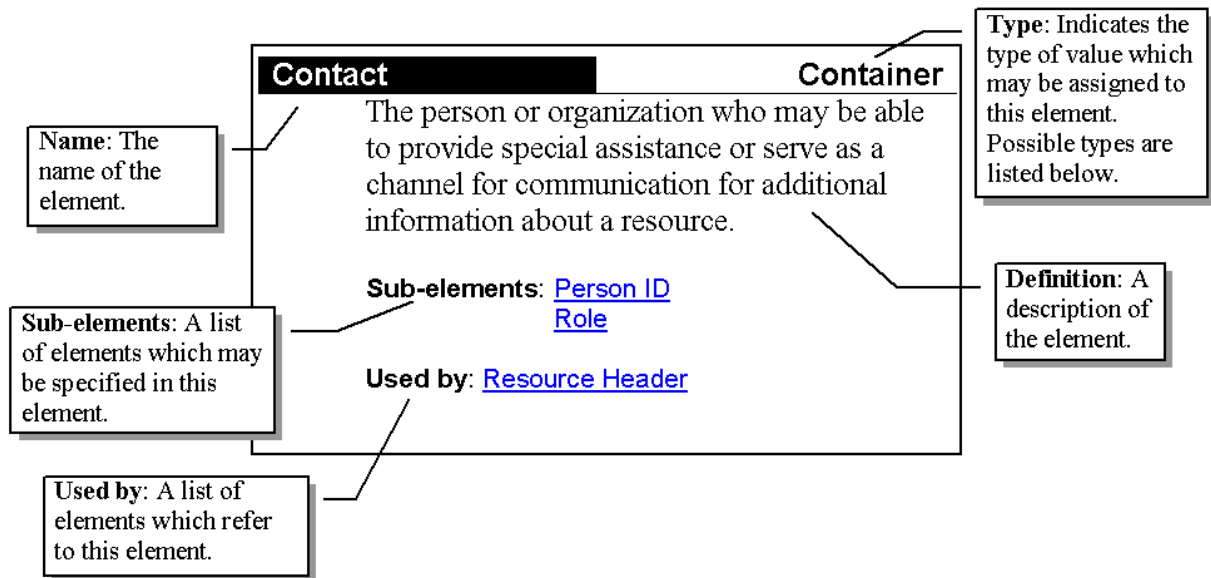 Type: Indicates the
type of value which
may be assigned to
this element.
Possible types are
listed below.
Contact
Container
The person or organization who may be able
to provide special assistance or serve as a
channel for communication for additional
information about a resource.
Name: The
name of the
element.
Sub-elements: Person ID
Role
Definition: A
description of
the element.
Sub-elements: A list
of elements which may
be specified in this
element.
Used by: Resource Header
Used by: A list of
elements which refer
to this element.